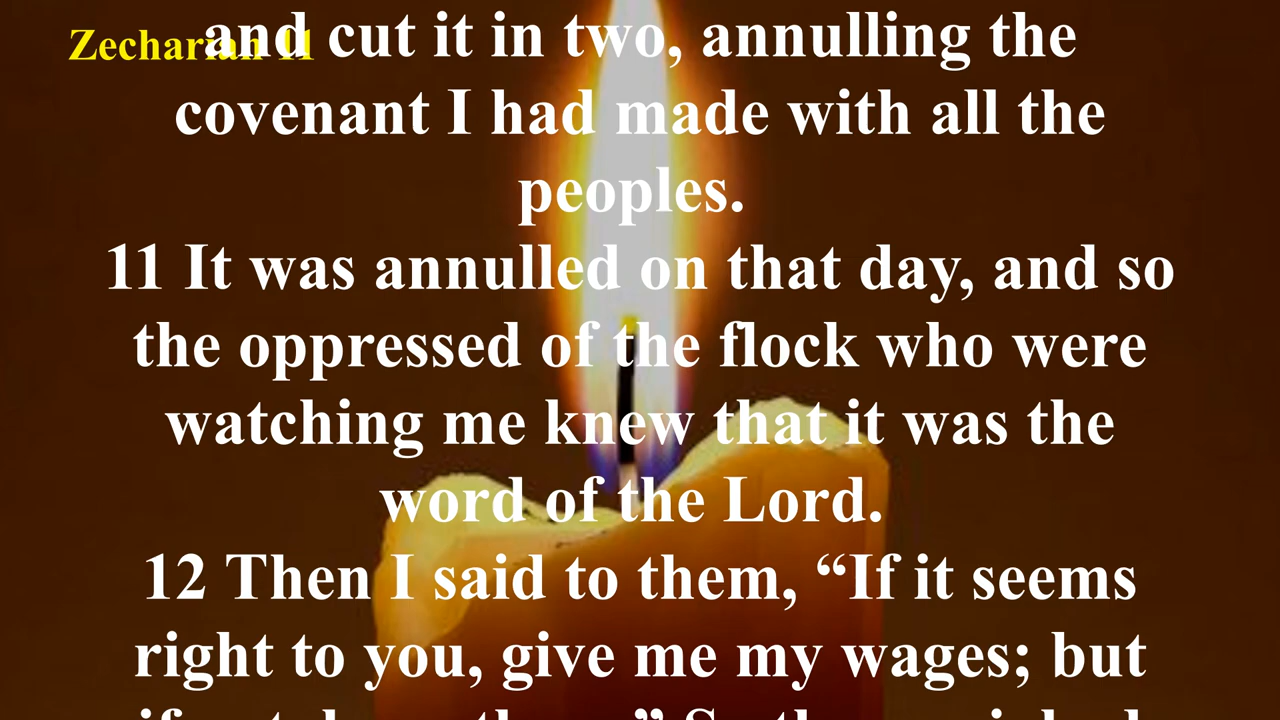 Zechariah 11
and cut it in two, annulling the
covenant I had made with all the
peoples.
11 It was annulled on that day, and so
the oppressed of the flock who were
watching me knew that it was the
word of the Lord.
12 Then I said to them, “If it seems
right to you, give me my wages; but